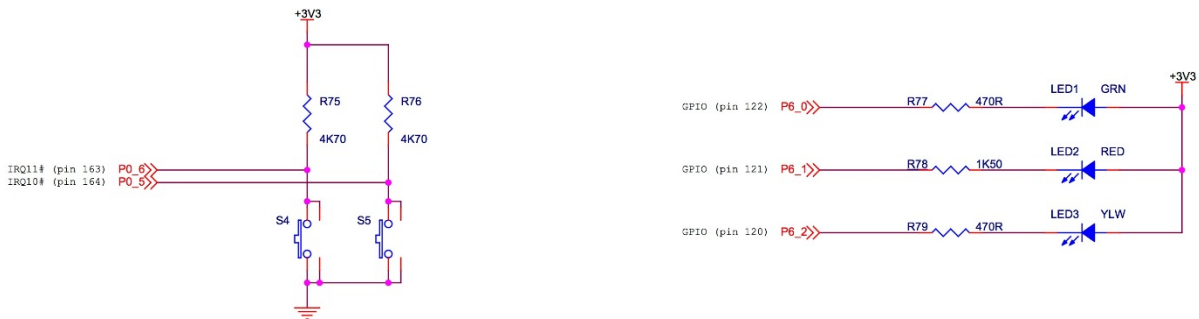 +3V3
R75
R76
4K70
4K70
IRQ11# (pin 163) P0_6
IRQ10# (pin 164) P0_5
S4
S5
+3V3
LED1 GRN
GPIO (pin 122) P6_0 R77 470R
LED2 RED
GPIO (pin 121) P6_1 R78 1K50
LED3 YLW
GPIO (pin 120) P6_2 R79 470R